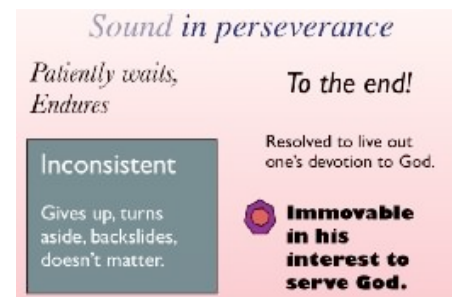 Sound in perseverance
Patiently waits,
Endures
To the end!
Inconsistent
Gives up, turns
aside, backslides,
doesn't matter.
Resolved to live out
one's devotion to God.
Immovable
in his
interest to
serve God.